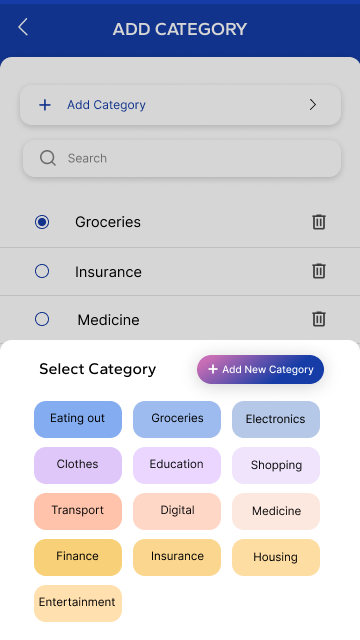 ADD CATEGORY
+ Add Category
Search
Groceries
Insurance
Medicine
Select Category
+ Add New Category
Eating out Groceries Electronics
Clothes Education Shopping
Transport Digital Medicine
Finance Insurance Housing
Entertainment